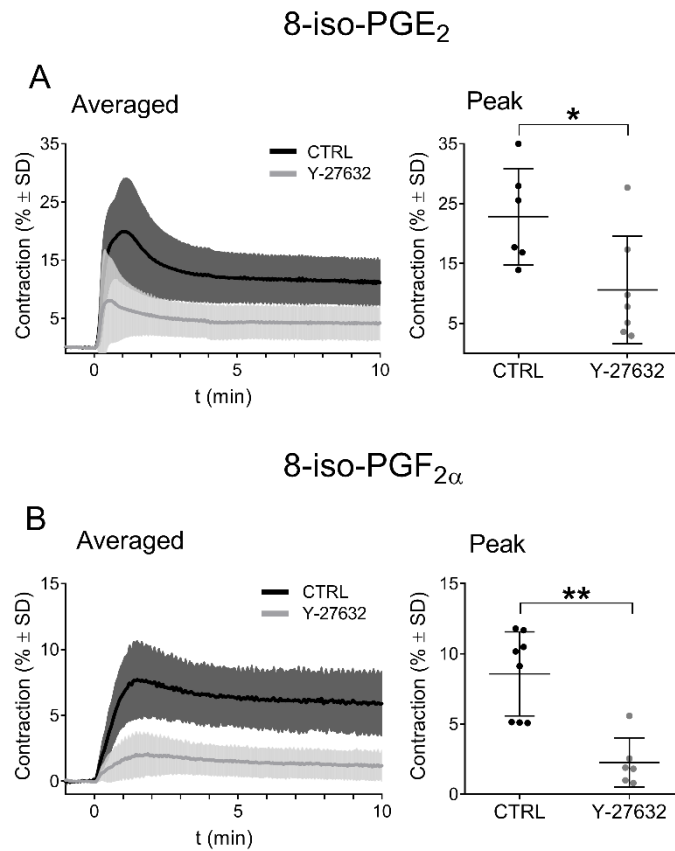 8-iso-PGE₂
A
Averaged
Peak
Contraction (% ± SD)
35
25
15
5
CTRL
Y-27632
0
5
10
t (min)
Contraction (% ± SD)
35
25
15
5
*
CTRL
Y-27632
8-iso-PGF₂α
B
Averaged
Peak
Contraction (% ± SD)
15
10
5
0
CTRL
Y-27632
0
5
10
t (min)
Contraction (% ± SD)
15
10
5
0
**
CTRL
Y-27632